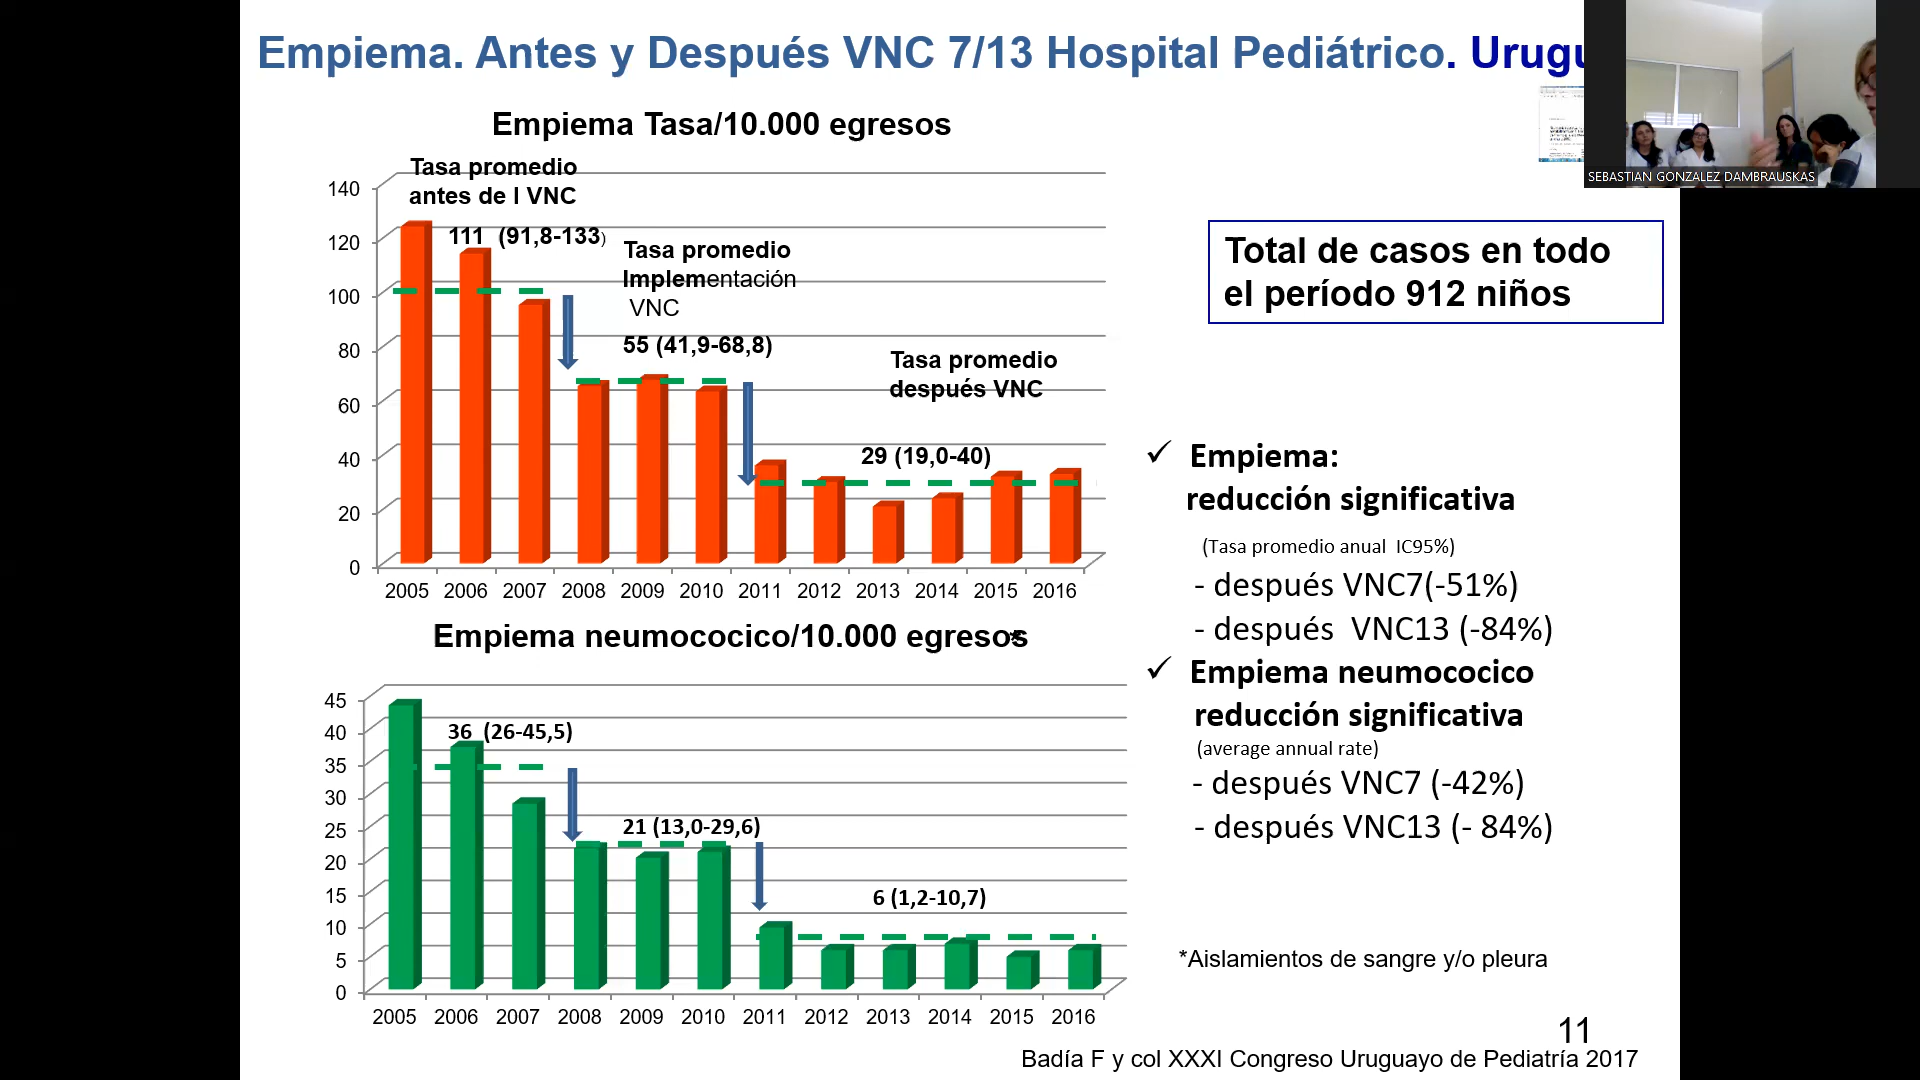 Empiema. Antes y Después VNC 7/13 Hospital Pediátrico. Urugu
SEBASTIAN GONZALEZ DAMBRAUSKAS
Empiema Tasa/10.000 egresos
Tasa promedio
antes de l VNC
111 (91,8-133)
Tasa promedio
Implementación
VNC
55 (41,9-68,8)
Tasa promedio
después VNC
29 (19,0-40)
140
120
100
80
60
40
20
0
2005 2006 2007 2008 2009 2010 2011 2012 2013 2014 2015 2016
Empiema neumococico/10.000 egresos*
36 (26-45,5)
21 (13,0-29,6)
6 (1,2-10,7)
45
40
35
30
25
20
15
10
5
0
2005 2006 2007 2008 2009 2010 2011 2012 2013 2014 2015 2016
Total de casos en todo
el período 912 niños
✓ Empiema:
reducción significativa
(Tasa promedio anual IC95%)
- después VNC7(-51%)
- después VNC13 (-84%)
✓ Empiema neumococico
reducción significativa
(average annual rate)
- después VNC7 (-42%)
- después VNC13 (- 84%)
*Aislamientos de sangre y/o pleura
11
Badía F y col XXXI Congreso Uruguayo de Pediatría 2017